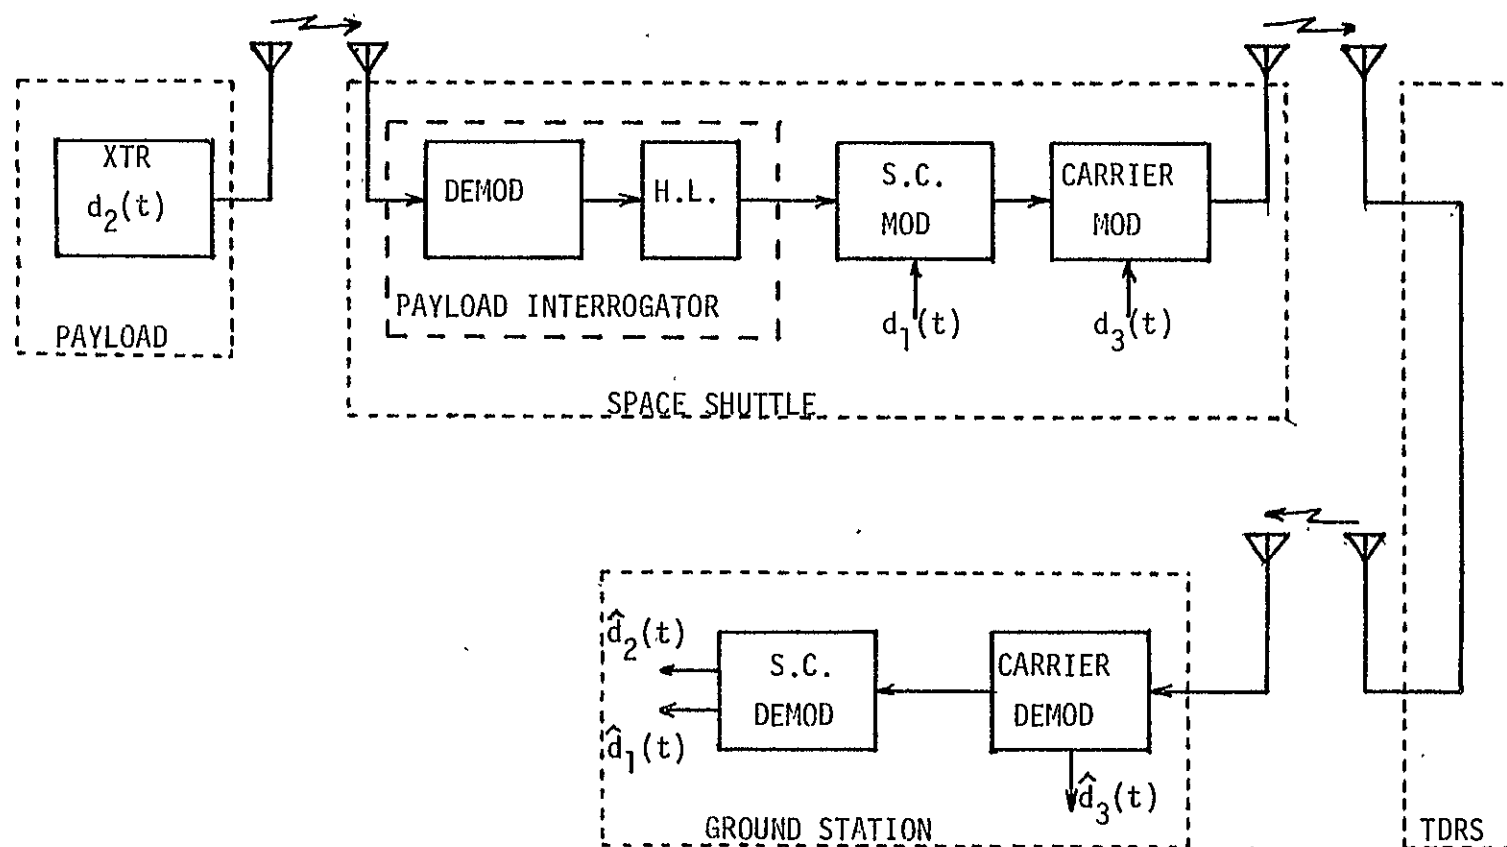 XTR
d₂(t)
PAYLOAD
DEMOD
H.L.
PAYLOAD INTERROGATOR
S.C.
MOD
d₁(t)
CARRIER
MOD
d₃(t)
SPACE SHUTTLE
d̂₂(t)
d̂₁(t)
S.C.
DEMOD
CARRIER
DEMOD
d̂₃(t)
GROUND STATION
TDRS